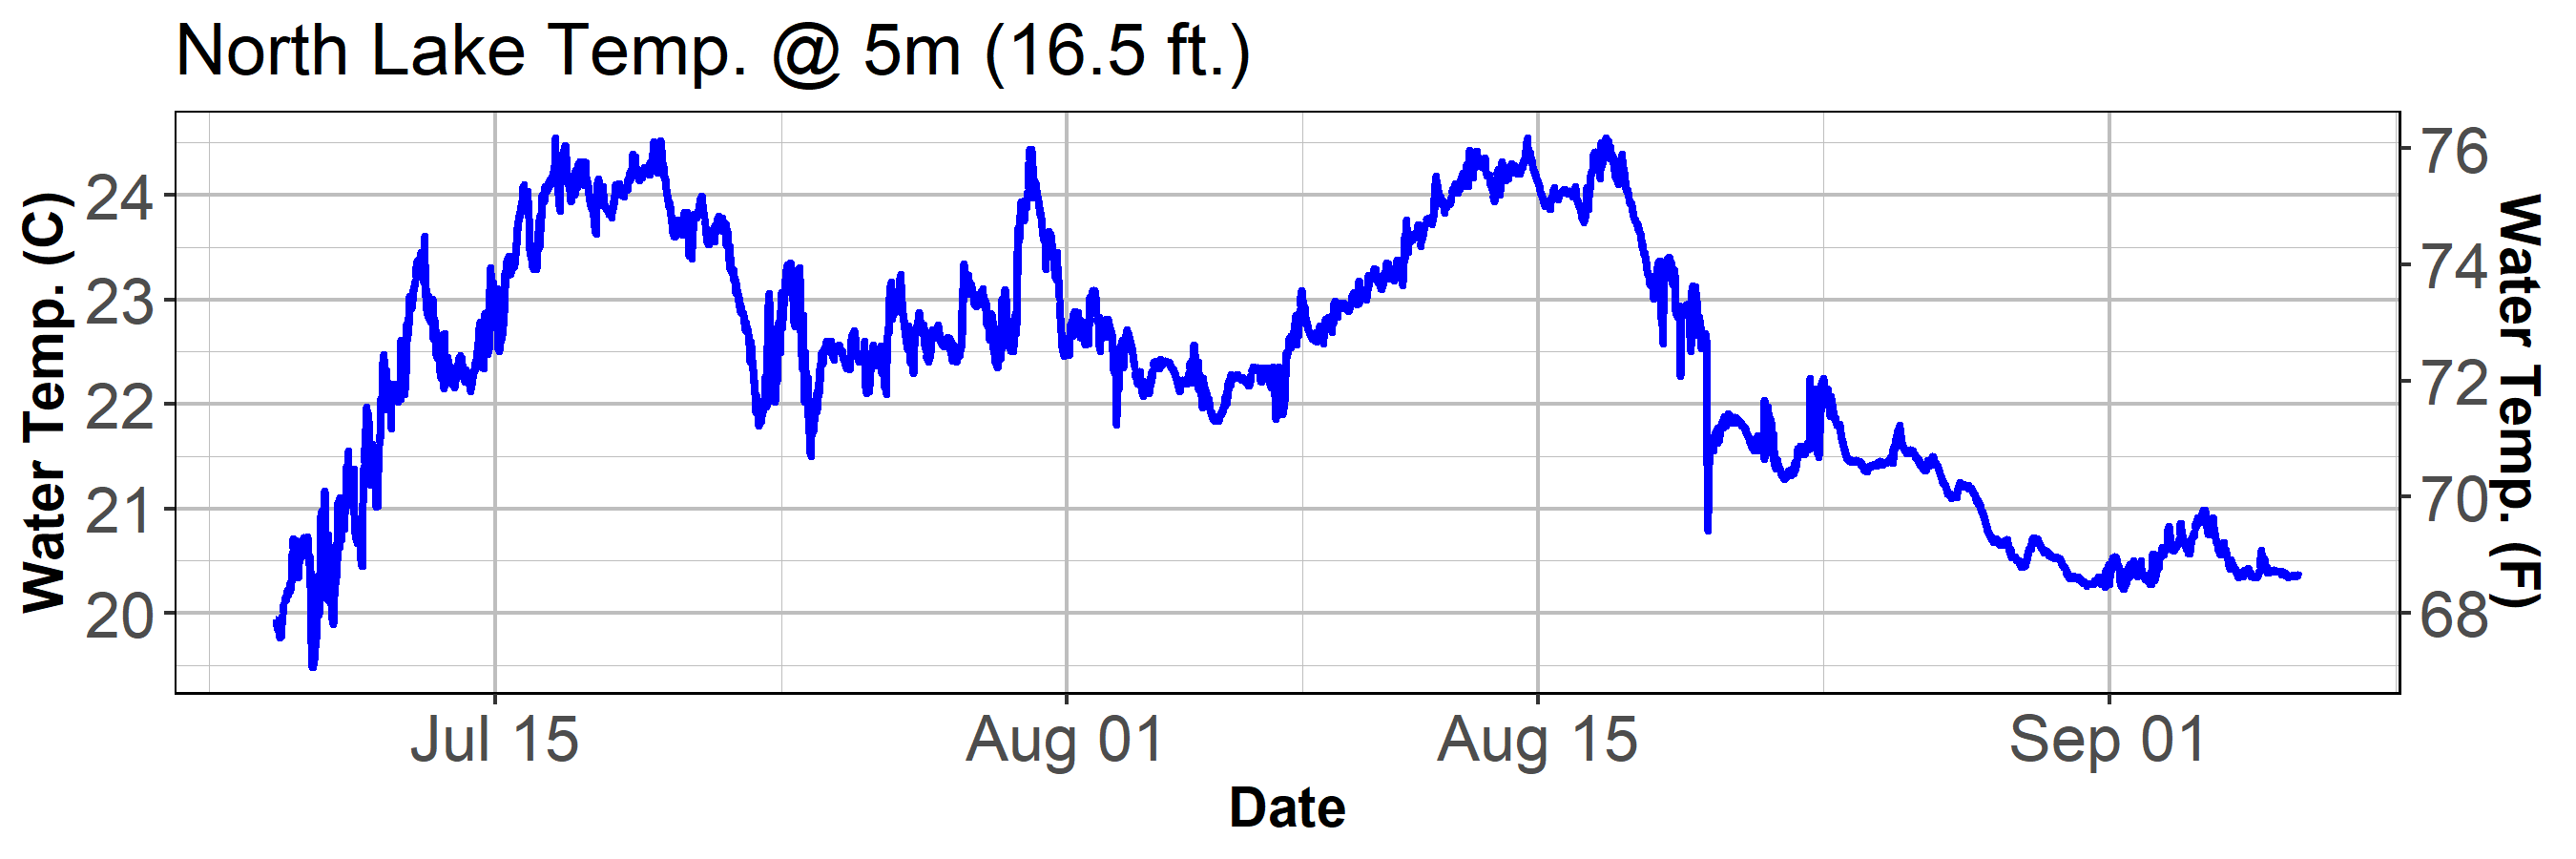 North Lake Temp. @ 5m (16.5 ft.)
Water Temp. (C)
24
23
22
21
20
76
74
72
70
68
Water Temp. (F)
Jul 15 Aug 01 Aug 15 Sep 01
Date